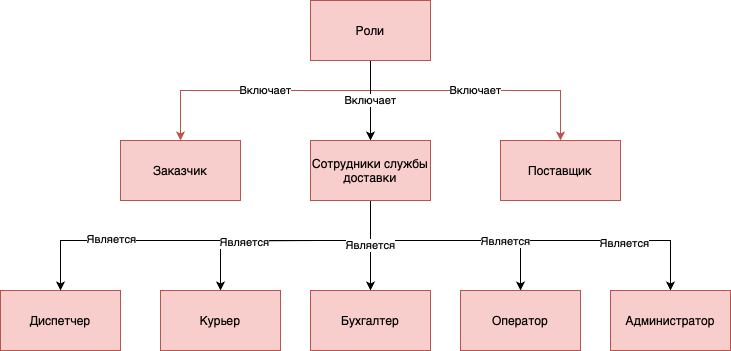 Роли
Включает
Включает
Включает
Заказчик
Сотрудники службы
доставки
Поставщик
Является
Является
Является
Является
Является
Диспетчер
Курьер
Бухгалтер
Оператор
Администратор